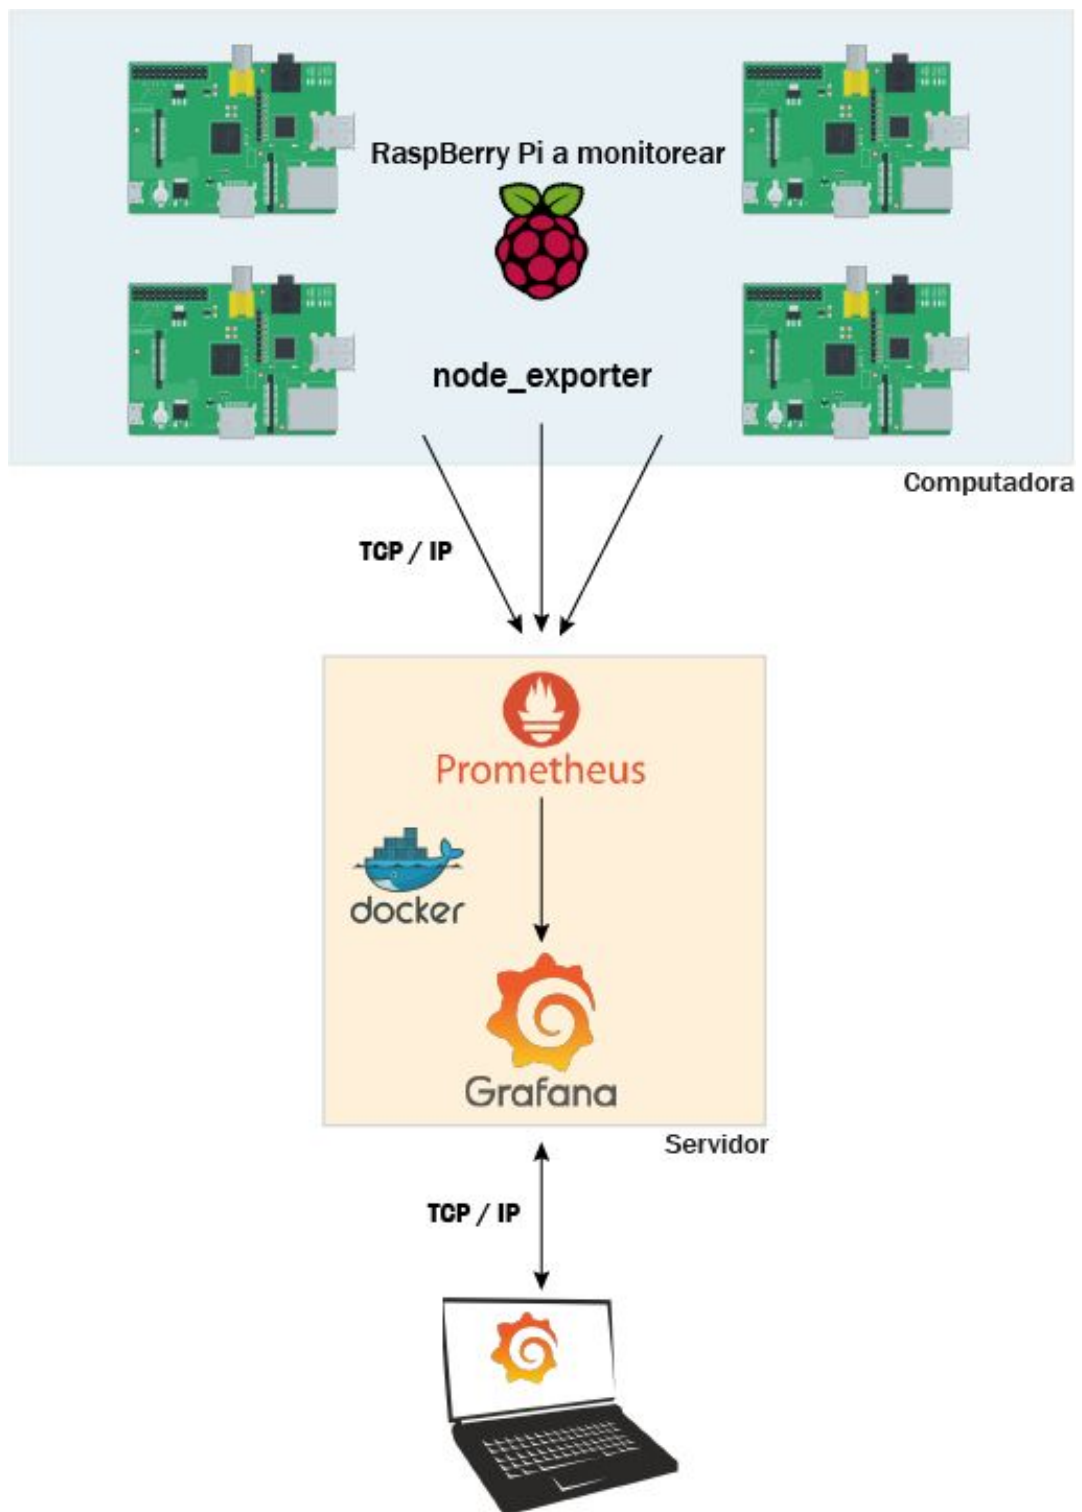 RaspBerry Pi a monitorear
node_exporter
Computadora
TCP / IP
Prometheus
docker
Grafana
Servidor
TCP / IP